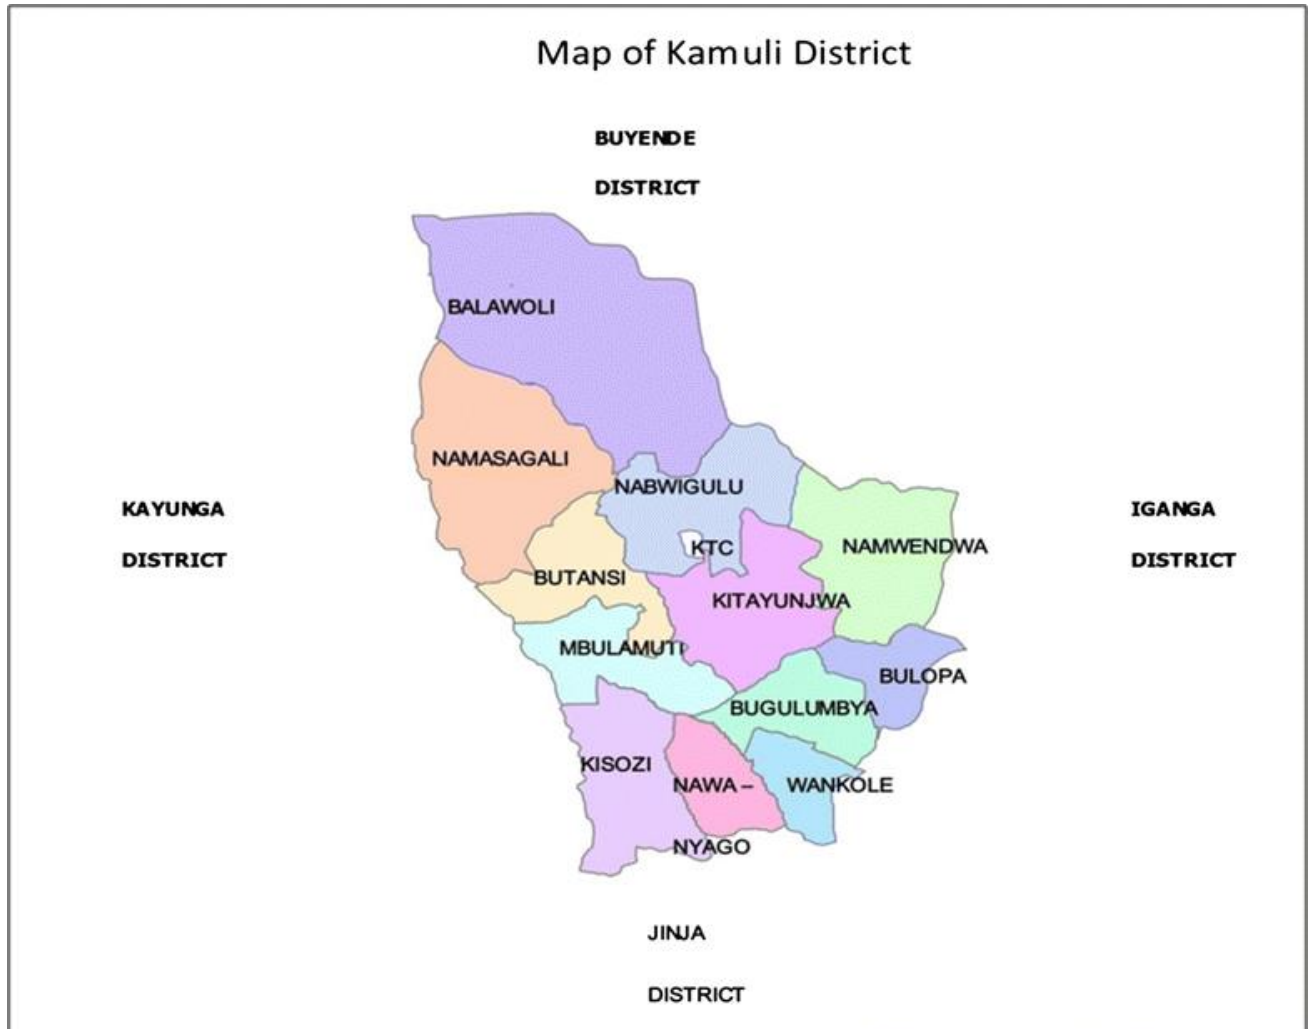 Map of Kamuli District
BUYENDE
DISTRICT
BALAWOLI
NAMASAGALI
NABWIGULU
KAYUNGA
DISTRICT
IGANGA
DISTRICT
KTC
NAMWENDWA
BUTANSI
KITAYUNJWA
MBULAMUTI
BULOPA
BUGULUMBYA
KISOZI
NAWA –
NYAGO
WANKOLE
JINJA
DISTRICT